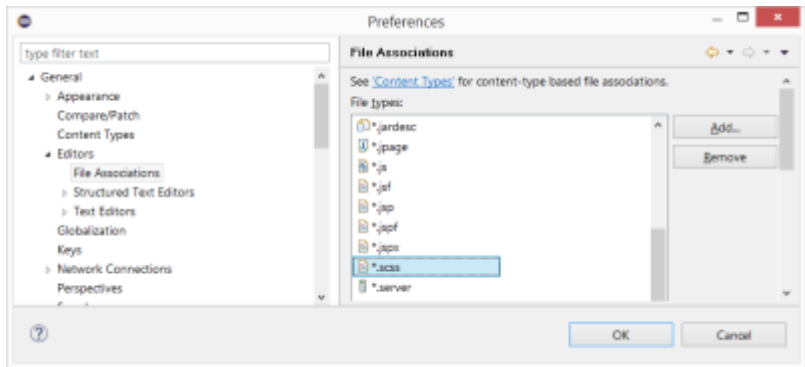 Preferences
type filter text
General
Appearance
Compare/Patch
Content Types
Editors
File Associations
Structured Text Editors
Text Editors
Globalization
Keys
Network Connections
Perspectives
File Associations
See 'Content Types' for content-type based file associations.
File types:
*.jardesc
*.jpage
*.js
*.jsf
*.jsp
*.jspf
*.jspx
*.scss
*.server
Add...
Remove
OK
Cancel